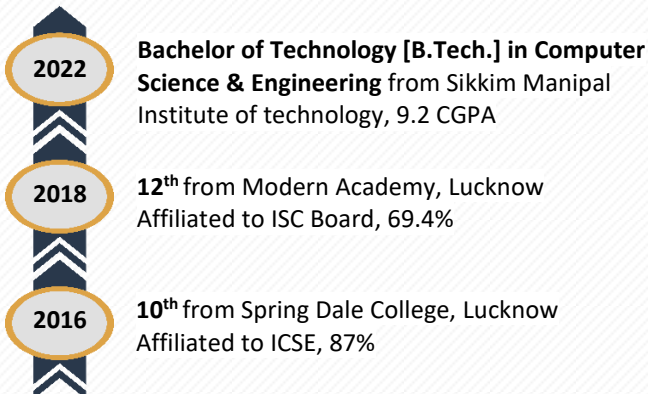 2022
Bachelor of Technology [B.Tech.] in Computer
Science & Engineering from Sikkim Manipal
Institute of technology, 9.2 CGPA
2018
12th from Modern Academy, Lucknow
Affiliated to ISC Board, 69.4%
2016
10th from Spring Dale College, Lucknow
Affiliated to ICSE, 87%